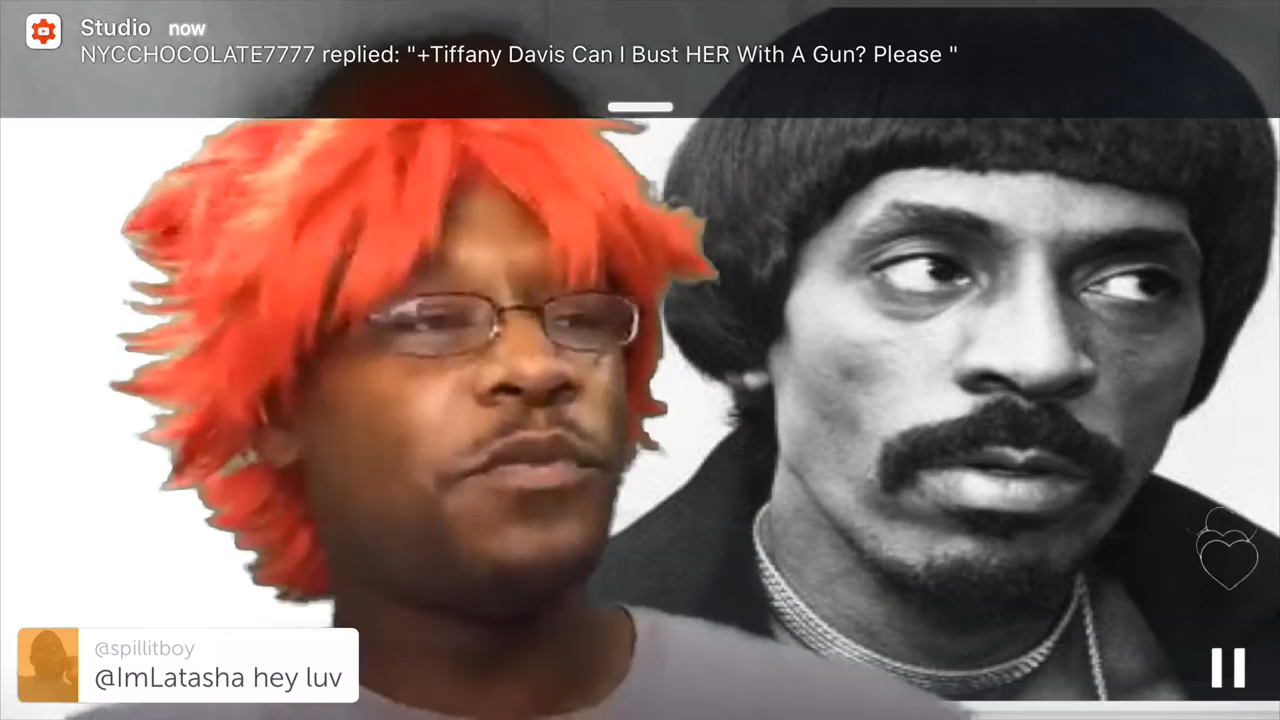 Studio now
NYCCHOCOLATE7777 replied: "+Tiffany Davis Can I Bust HER With A Gun? Please "
@spillitboy
@ImLatasha hey luv